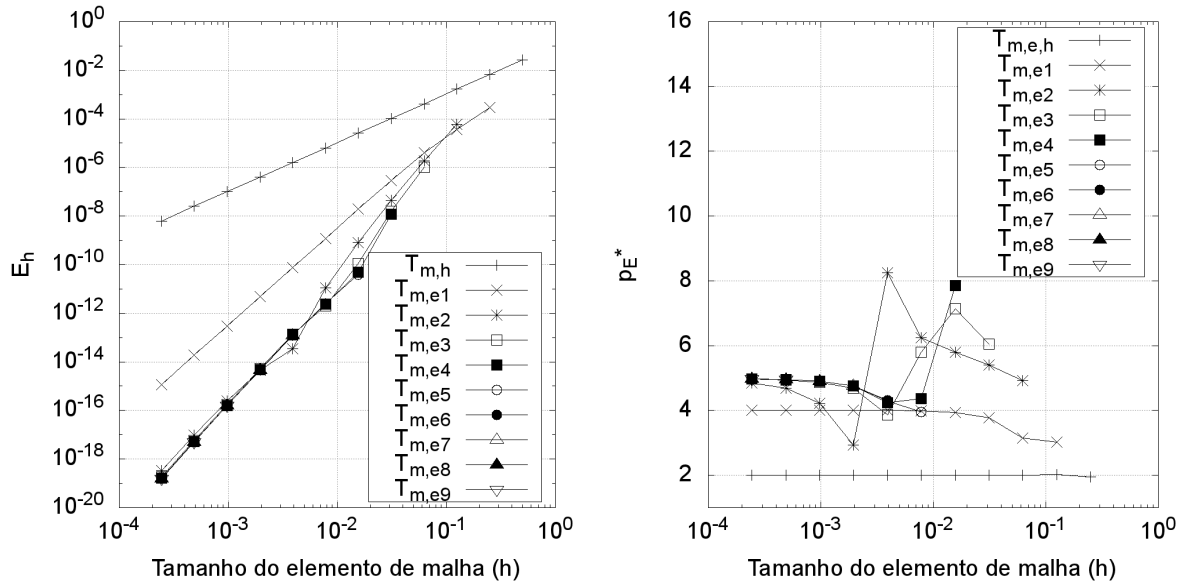 10^0
10^-2
10^-4
10^-6
10^-8
10^-10
10^-12
10^-14
10^-16
10^-18
10^-20
E_h
10^-4
10^-3
10^-2
10^-1
10^0
Tamanho do elemento de malha (h)
T_m,h
T_m,e1
T_m,e2
T_m,e3
T_m,e4
T_m,e5
T_m,e6
T_m,e7
T_m,e8
T_m,e9
16
14
12
10
8
6
4
2
p_E*
10^-4
10^-3
10^-2
10^-1
10^0
Tamanho do elemento de malha (h)
T_m,e,h
T_m,e1
T_m,e2
T_m,e3
T_m,e4
T_m,e5
T_m,e6
T_m,e7
T_m,e8
T_m,e9